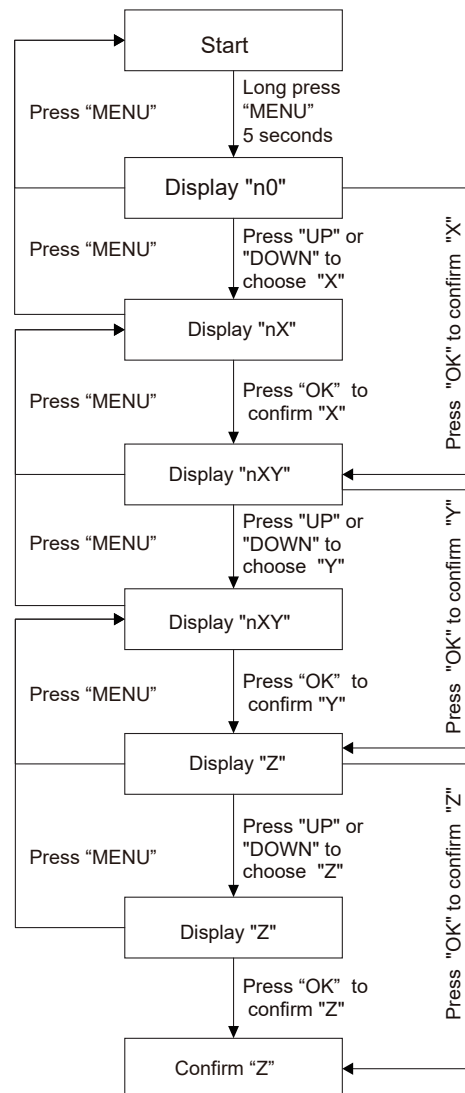 Start
Long press
“MENU”
5 seconds
Press “MENU”
Display "n0"
Press "UP" or
"DOWN" to
choose "X"
Press “MENU”
Press "OK" to confirm "X"
Display "nX"
Press “OK” to
confirm "X"
Press “MENU”
Display "nXY"
Press "UP" or
"DOWN" to
choose "Y"
Press “MENU”
Press "OK" to confirm "Y"
Display "nXY"
Press “OK” to
confirm "Y"
Press “MENU”
Display "Z"
Press "UP" or
"DOWN" to
choose "Z"
Press “MENU”
Press "OK" to confirm "Z"
Display "Z"
Press “OK” to
confirm "Z"
Confirm “Z”